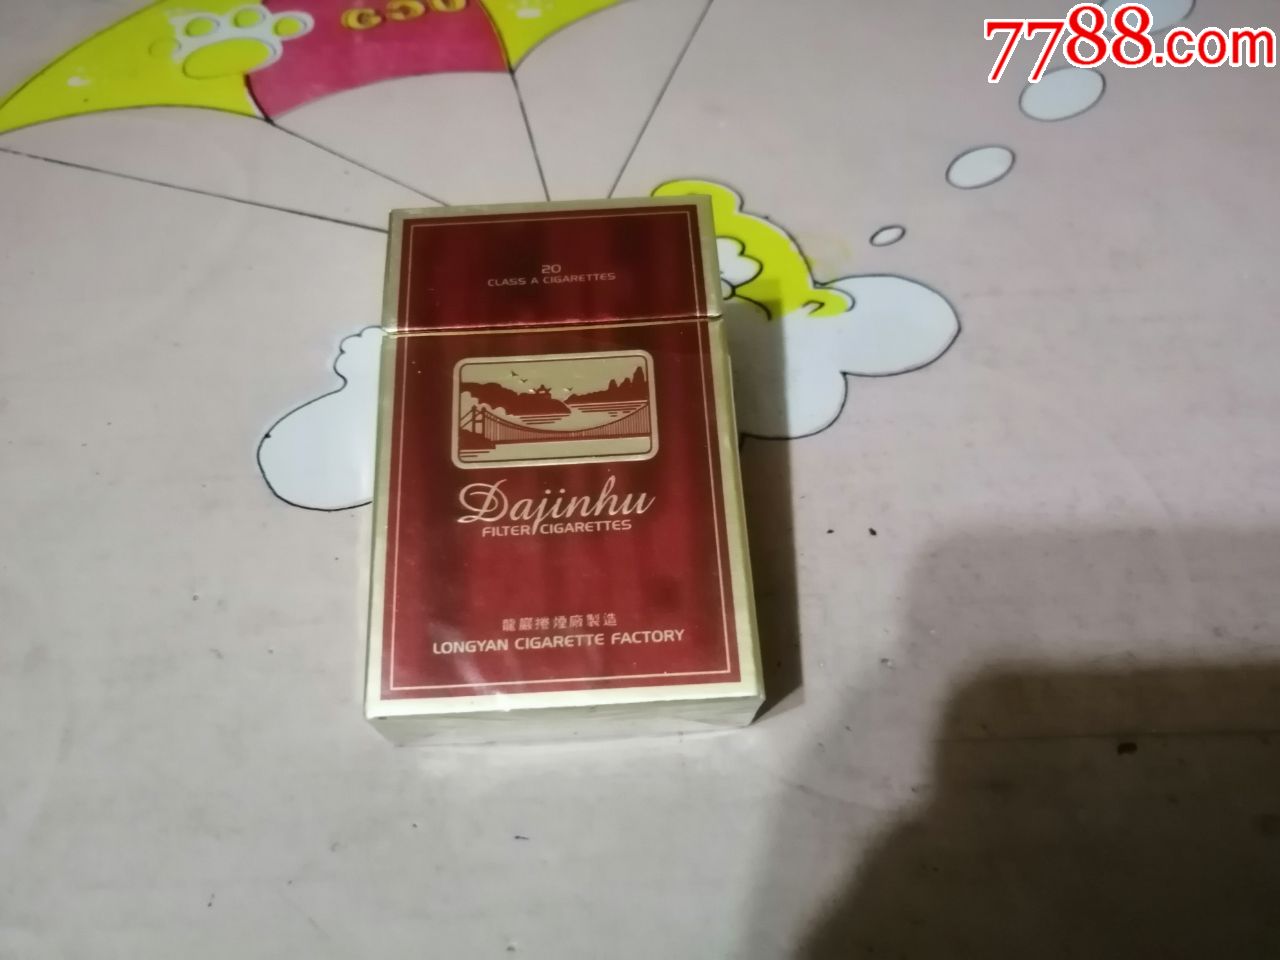 7788.com
20
CLASS A CIGARETTES
Dajinhu
FILTER CIGARETTES
龍巖捲煙廠製造
LONGYAN CIGARETTE FACTORY